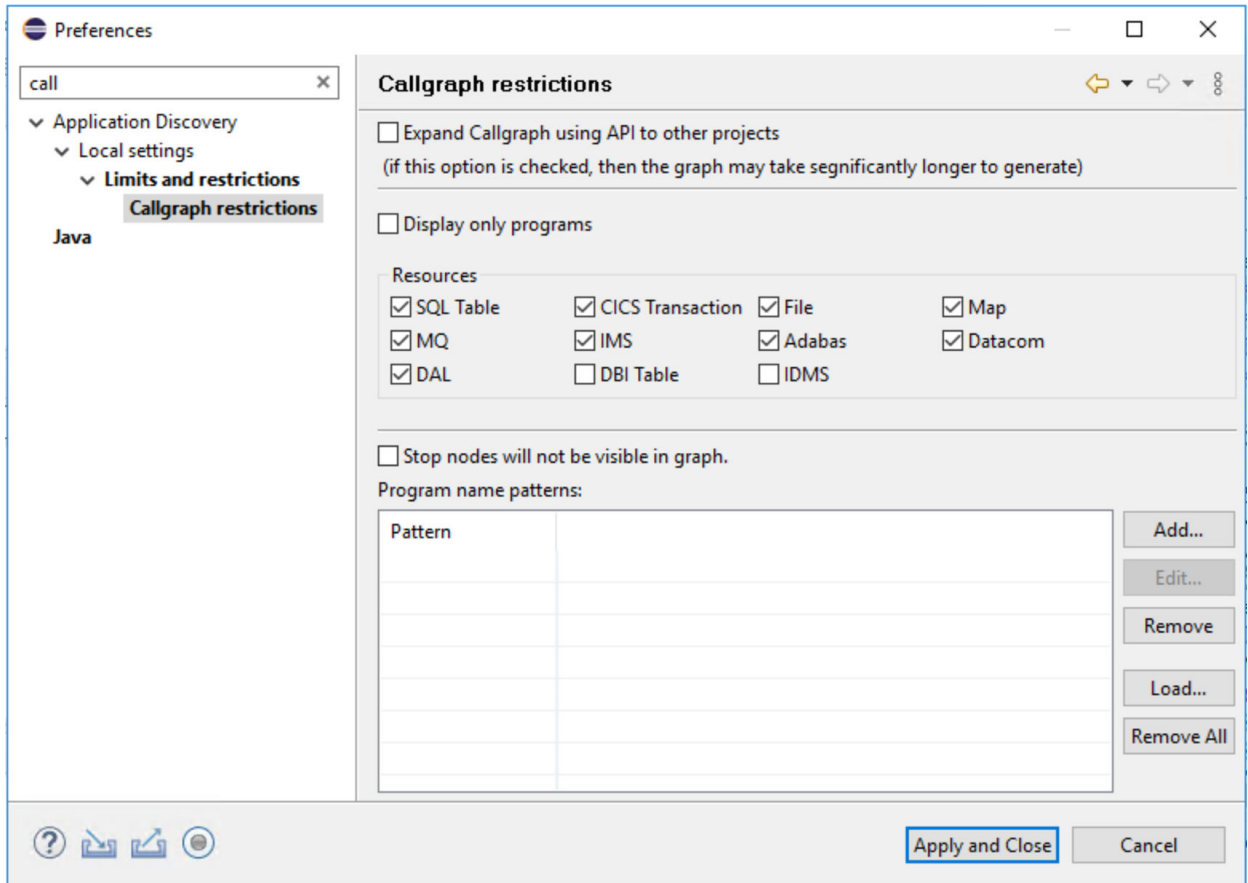 Preferences
call
Application Discovery
Local settings
Limits and restrictions
Callgraph restrictions
Java
Callgraph restrictions
Expand Callgraph using API to other projects
(if this option is checked, then the graph may take segnificantly longer to generate)
Display only programs
Resources
SQL Table CICS Transaction File Map
MQ IMS Adabas Datacom
DAL DBI Table IDMS
Stop nodes will not be visible in graph.
Program name patterns:
Pattern
Add...
Edit...
Remove
Load...
Remove All
Apply and Close Cancel